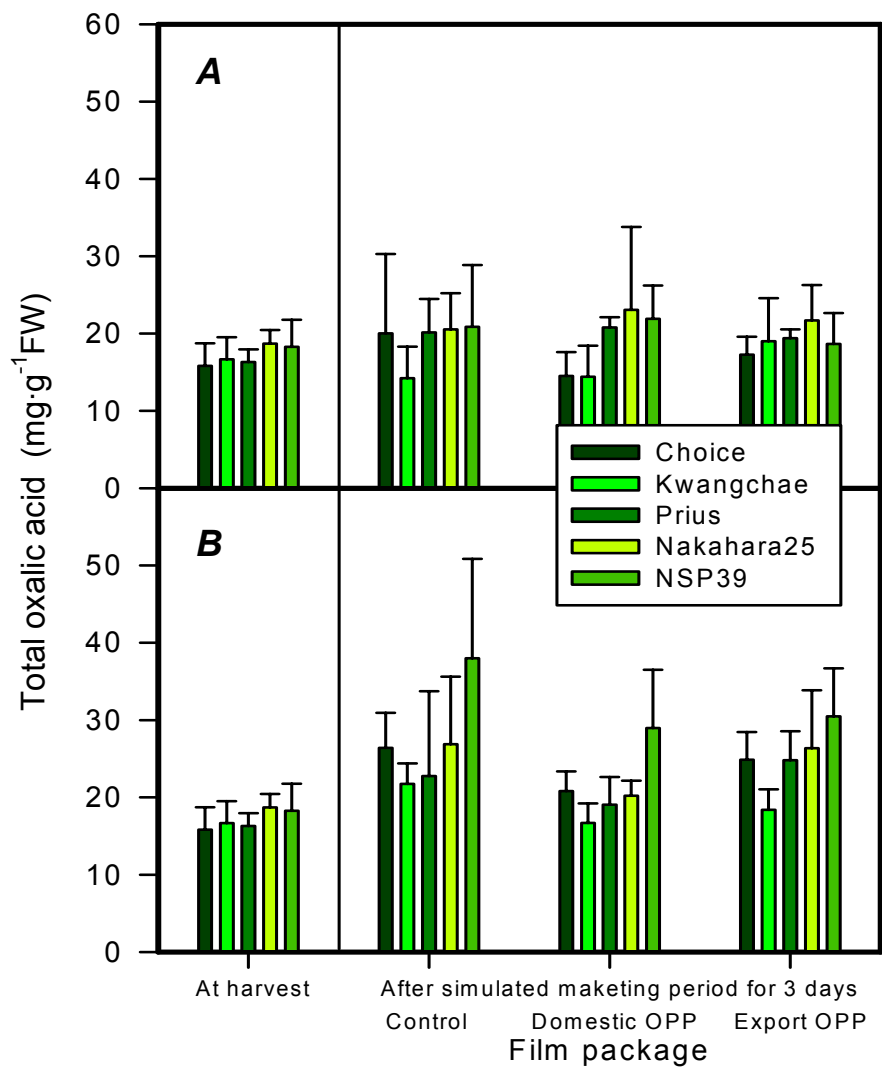 Total oxalic acid (mg·g⁻¹FW)
60
A
50
40
30
20
10
0
B
50
40
30
20
10
0
Choice
Kwangchae
Prius
Nakahara25
NSP39
At harvest
After simulated maketing period for 3 days
Control
Domestic OPP
Export OPP
Film package